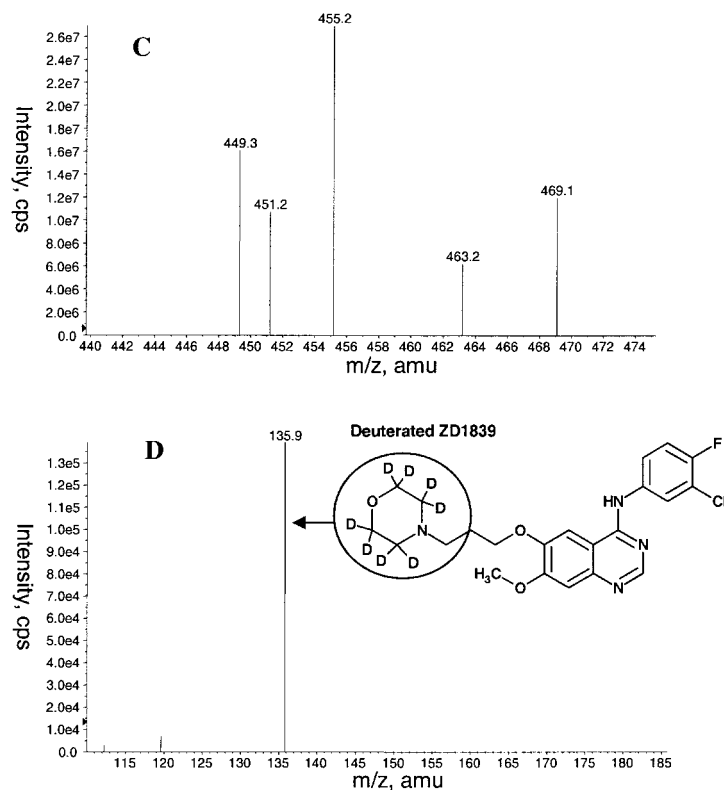 C
Intensity, cps
2.6e7
2.4e7
2.2e7
2.0e7
1.8e7
1.6e7
1.4e7
1.2e7
1.0e7
8.0e6
6.0e6
4.0e6
2.0e6
0.0
449.3
451.2
455.2
463.2
469.1
440 442 444 446 448 450 452 454 456 458 460 462 464 466 468 470 472 474
m/z, amu
D
Intensity, cps
1.3e5
1.2e5
1.1e5
1.0e5
9.0e4
8.0e4
7.0e4
6.0e4
5.0e4
4.0e4
3.0e4
2.0e4
1.0e4
0.0
135.9
Deuterated ZD1839
D D
O D
D
D N
D
D D
O
H₃C
O
HN
N
N
F
Cl
115 120 125 130 135 140 145 150 155 160 165 170 175 180 185
m/z, amu